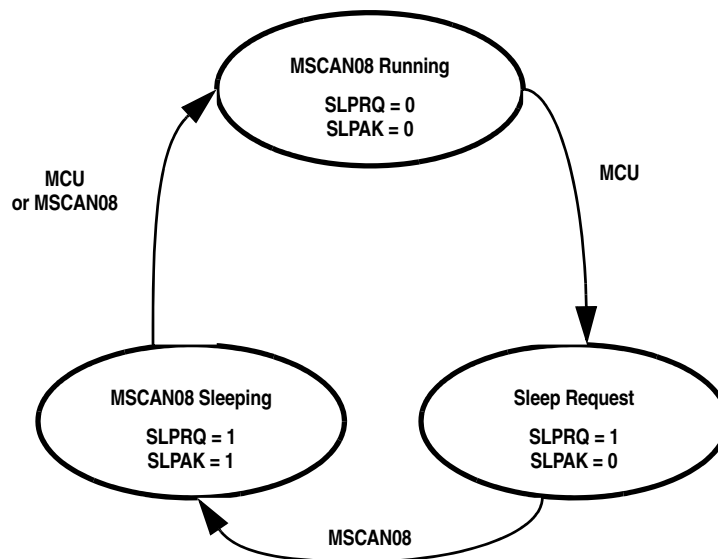 MSCAN08 Running
SLPRQ = 0
SLPAK = 0
MCU
or MSCAN08
MCU
MSCAN08 Sleeping
SLPRQ = 1
SLPAK = 1
Sleep Request
SLPRQ = 1
SLPAK = 0
MSCAN08